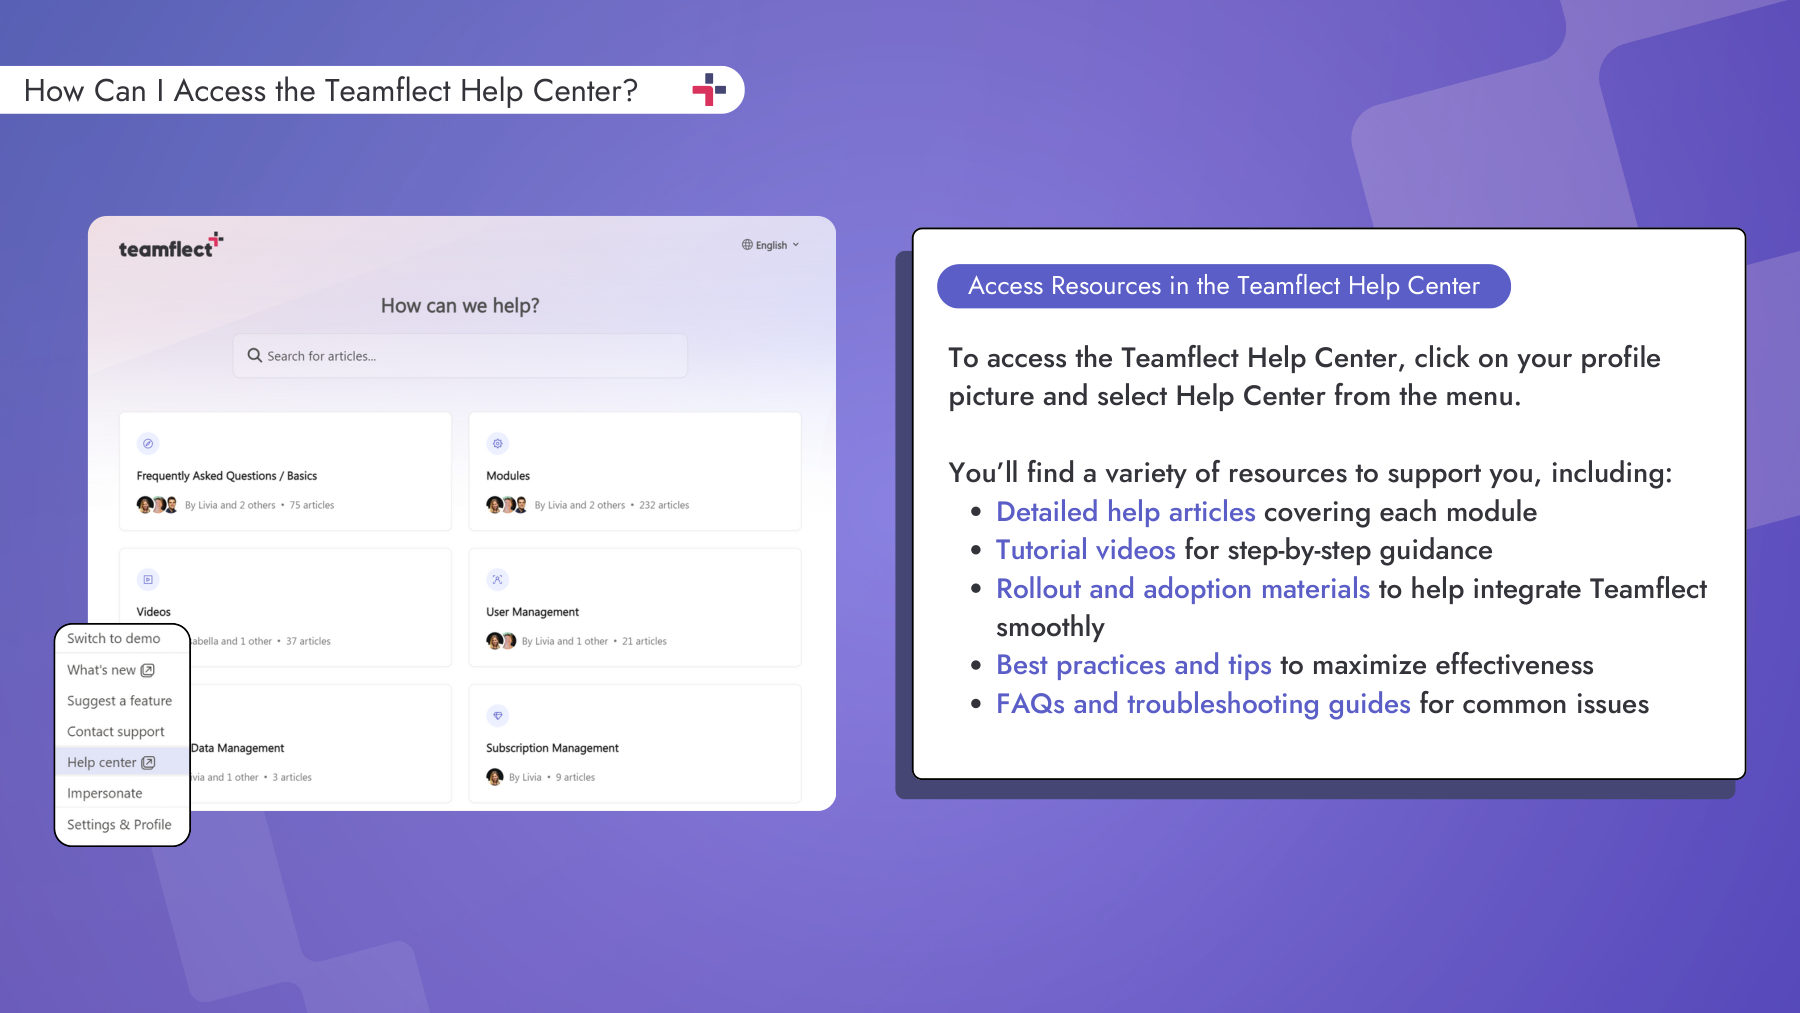 How Can I Access the Teamflect Help Center?
teamflect
English
How can we help?
Search for articles...
Frequently Asked Questions / Basics
By Livia and 2 others • 75 articles
Modules
By Livia and 2 others • 232 articles
Videos
and 1 other • 37 articles
User Management
By Livia and 1 other • 21 articles
Data Management
and 1 other • 3 articles
Subscription Management
By Livia • 9 articles
Switch to demo
What's new
Suggest a feature
Contact support
Help center
Impersonate
Settings & Profile
Access Resources in the Teamflect Help Center
To access the Teamflect Help Center, click on your profile
picture and select Help Center from the menu.
You’ll find a variety of resources to support you, including:
• Detailed help articles covering each module
• Tutorial videos for step-by-step guidance
• Rollout and adoption materials to help integrate Teamflect
smoothly
• Best practices and tips to maximize effectiveness
• FAQs and troubleshooting guides for common issues